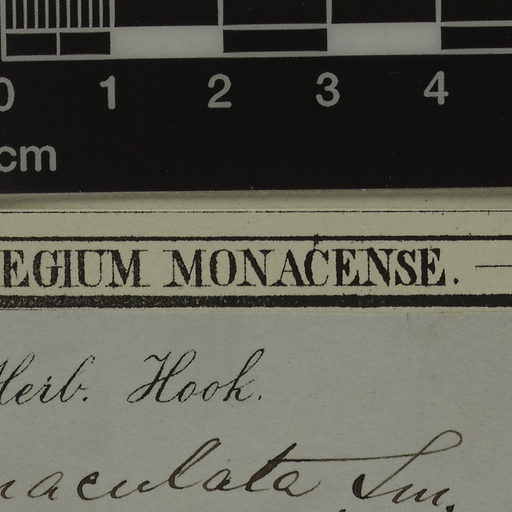 0 1 2 3 4
cm
EGIUM MONACENSE.
Herb. Hook.
maculata Sm.